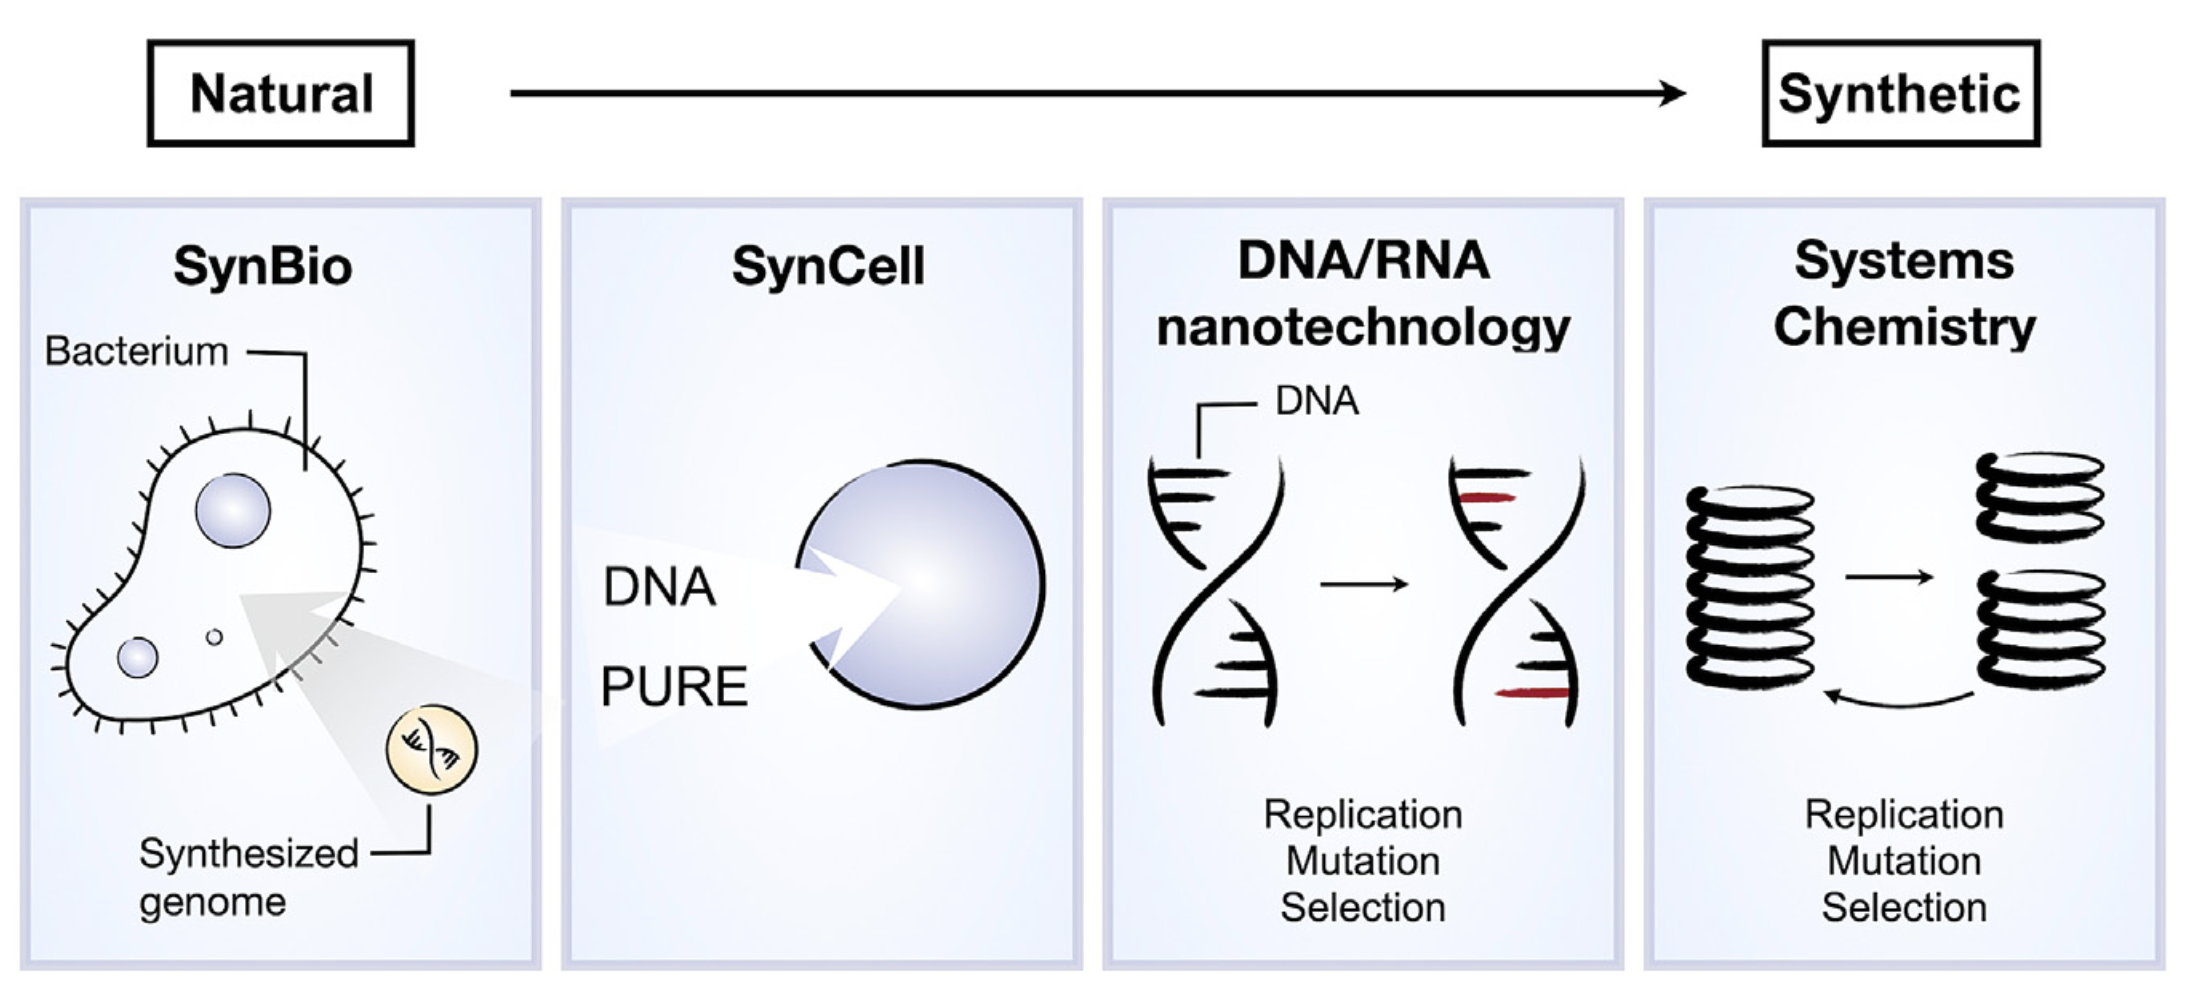 Natural
Synthetic
SynBio
Bacterium
Synthesized
genome
SynCell
DNA
PURE
DNA/RNA
nanotechnology
DNA
Replication
Mutation
Selection
Systems
Chemistry
Replication
Mutation
Selection